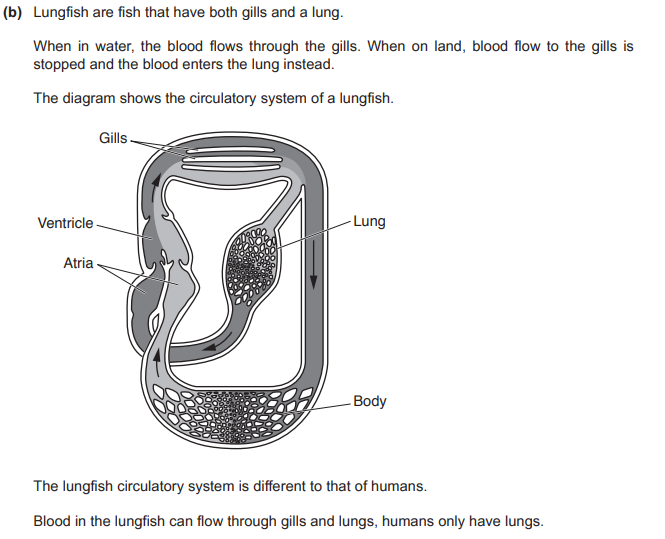 (b) Lungfish are fish that have both gills and a lung.
When in water, the blood flows through the gills. When on land, blood flow to the gills is
stopped and the blood enters the lung instead.
The diagram shows the circulatory system of a lungfish.
Gills
Ventricle
Lung
Atria
Body
The lungfish circulatory system is different to that of humans.
Blood in the lungfish can flow through gills and lungs, humans only have lungs.